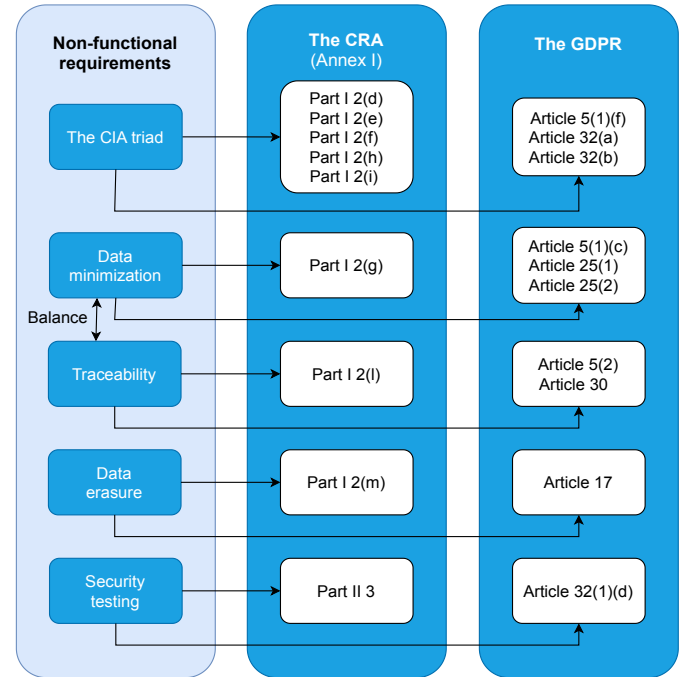 Non-functional
requirements
The CRA
(Annex I)
The GDPR
The CIA triad
Part I 2(d)
Part I 2(e)
Part I 2(f)
Part I 2(h)
Part I 2(i)
Article 5(1)(f)
Article 32(a)
Article 32(b)
Data
minimization
Part I 2(g)
Article 5(1)(c)
Article 25(1)
Article 25(2)
Balance
Traceability
Part I 2(l)
Article 5(2)
Article 30
Data
erasure
Part I 2(m)
Article 17
Security
testing
Part II 3
Article 32(1)(d)